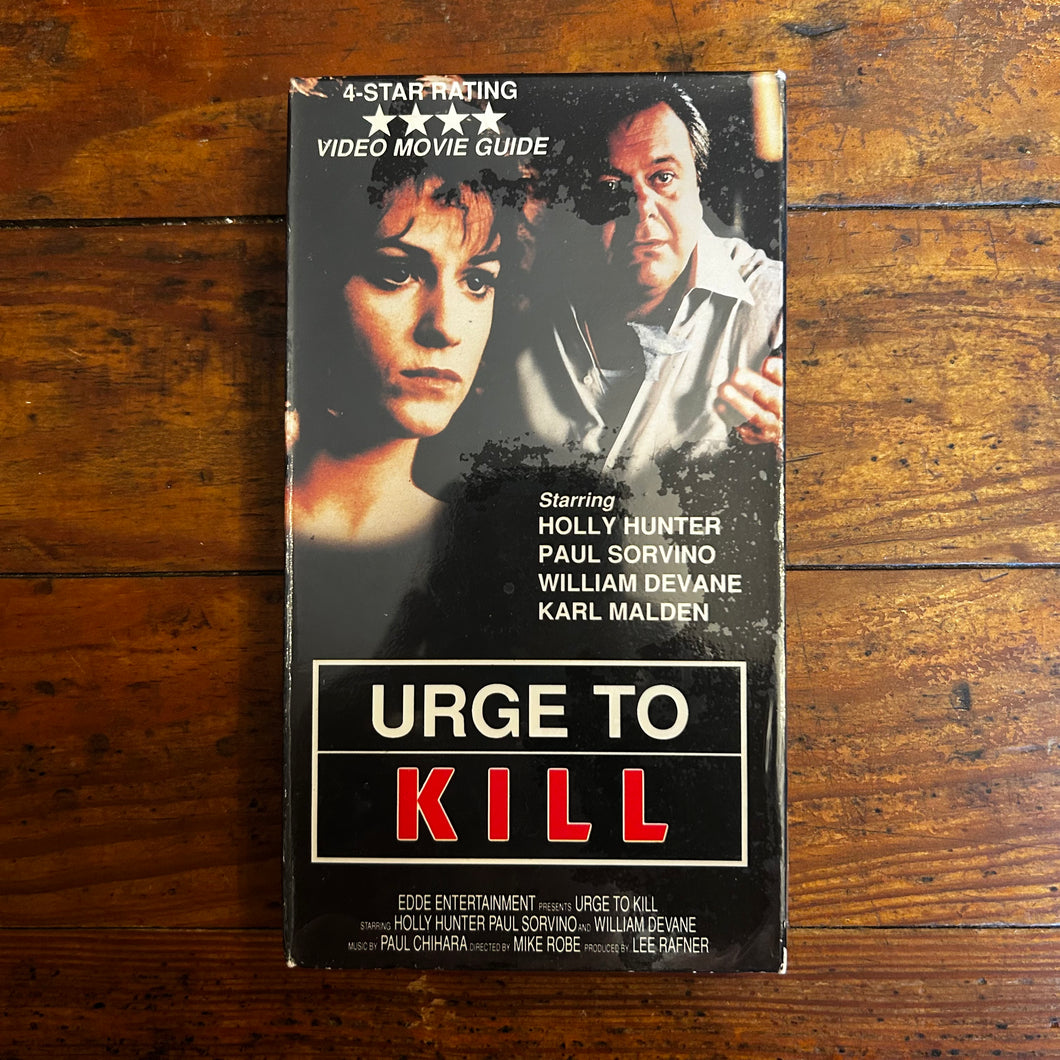 4-STAR RATING
★★★★
VIDEO MOVIE GUIDE
Starring
HOLLY HUNTER
PAUL SORVINO
WILLIAM DEVANE
KARL MALDEN
URGE TO
KILL
EDDE ENTERTAINMENT PRESENTS URGE TO KILL
STARRING HOLLY HUNTER PAUL SORVINO AND WILLIAM DEVANE
MUSIC BY PAUL CHIHARA DIRECTED BY MIKE ROBE PRODUCED BY LEE RAFNER